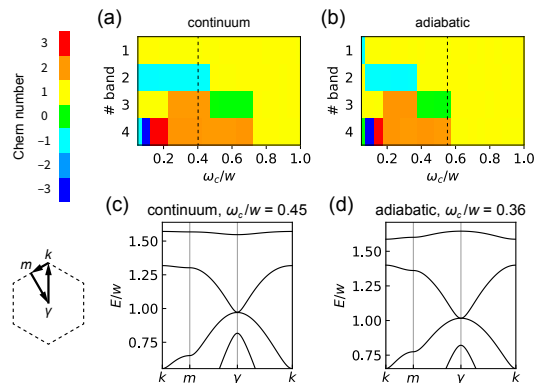 (a) continuum
(b) adiabatic
Chern number
3
2
1
0
−1
−2
−3
# band
1
2
3
4
0.2 0.4 0.6 0.8 1.0
ω_c/w
# band
1
2
3
4
0.2 0.4 0.6 0.8 1.0
ω_c/w
(c) continuum, ω_c/w = 0.45
(d) adiabatic, ω_c/w = 0.36
k
m
γ
E/w
1.50
1.25
1.00
0.75
k m γ k
E/w
1.50
1.25
1.00
0.75
k m γ k